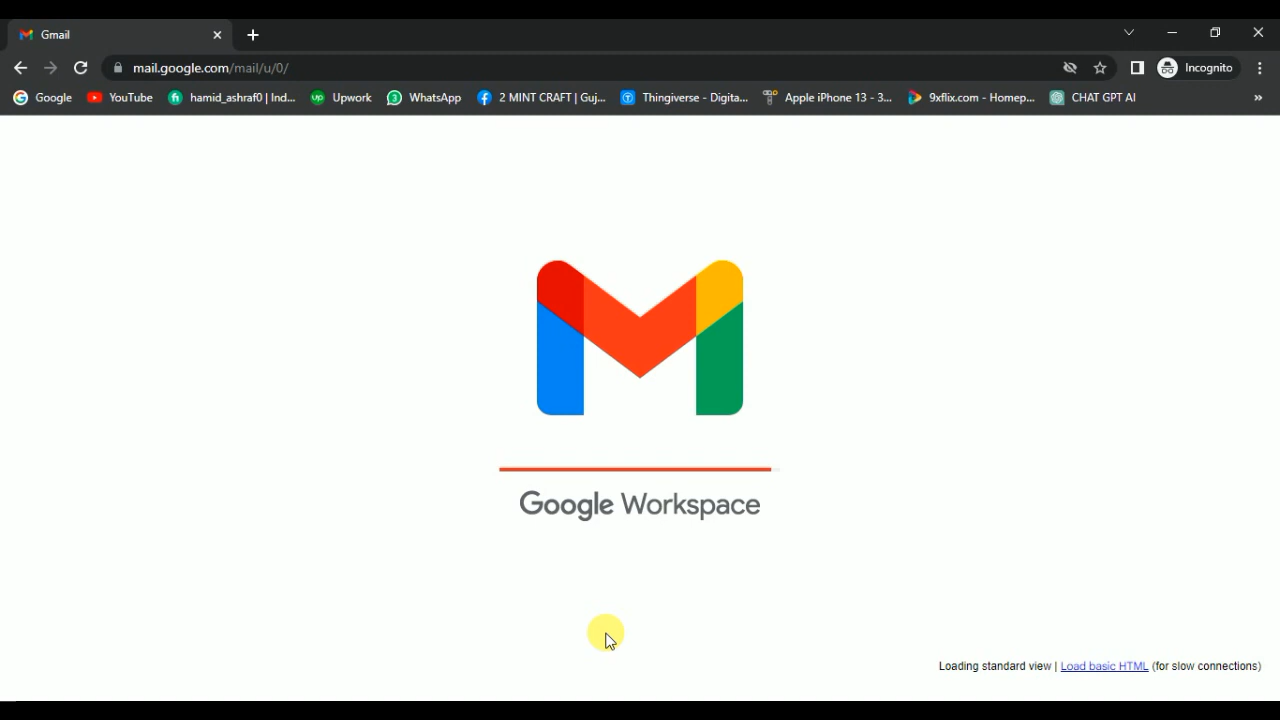 Gmail
mail.google.com/mail/u/0/
Incognito
Google
YouTube
hamid_ashraf0 | Ind...
Upwork
WhatsApp
2 MINT CRAFT | Guj...
Thingiverse - Digita...
Apple iPhone 13 - 3...
9xflix.com - Homep...
CHAT GPT AI
»
Google Workspace
Loading standard view | Load basic HTML (for slow connections)